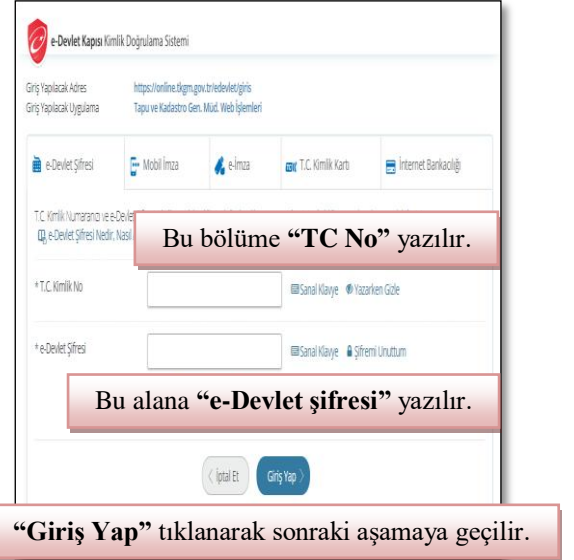 e-Devlet Kapısı Kimlik Doğrulama Sistemi
Giriş Yapılacak Adres https://online.tkgm.gov.tr/edevlet/giris
Giriş Yapılacak Uygulama Tapu ve Kadastro Gen. Müd. Web İşlemleri
e-Devlet Şifresi Mobil İmza e-İmza T.C. Kimlik Kartı İnternet Bankacılığı
T.C. Kimlik Numaranızı ve e-Devlet
e-Devlet Şifresi Nedir, Nasıl
Bu bölüme “TC No” yazılır.
* T.C. Kimlik No Sanal Klavye Yazarken Gizle
* e-Devlet Şifresi Sanal Klavye Şifremi Unuttum
Bu alana “e-Devlet şifresi” yazılır.
İptal Et Giriş Yap
“Giriş Yap” tıklanarak sonraki aşamaya geçilir.